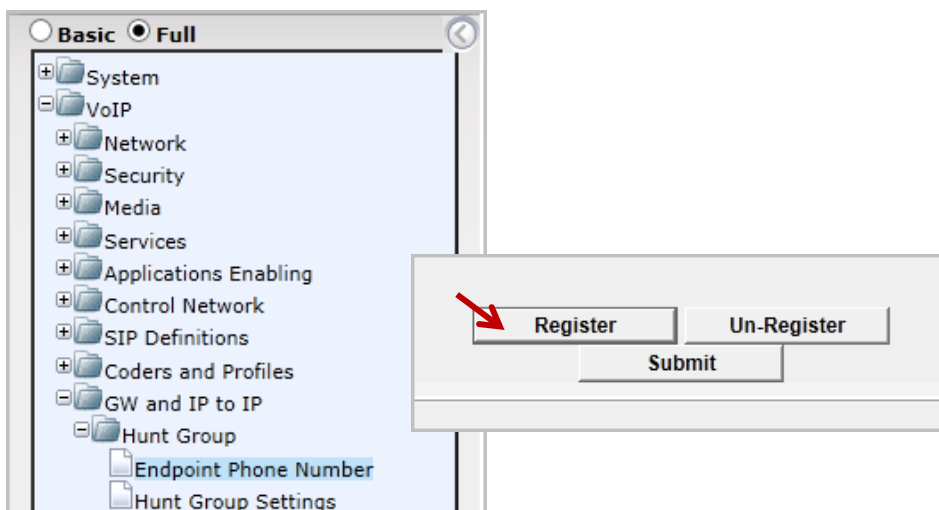 Basic Full
System
VoIP
Network
Security
Media
Services
Applications Enabling
Control Network
SIP Definitions
Coders and Profiles
GW and IP to IP
Hunt Group
Endpoint Phone Number
Hunt Group Settings
Register Un-Register
Submit